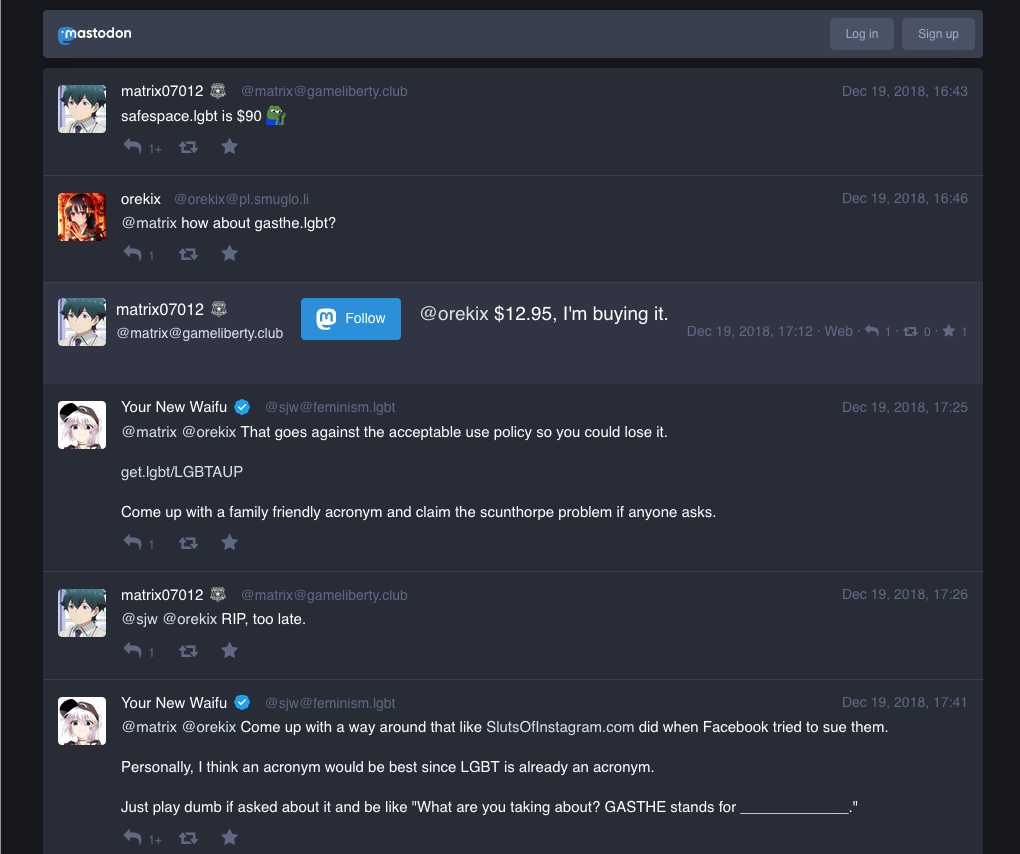 mastodon
Log in
Sign up
matrix07012 @matrix@gameliberty.club Dec 19, 2018, 16:43
safespace.lgbt is $90
1+
orekix @orekix@pl.smuglo.li Dec 19, 2018, 16:46
@matrix how about gasthe.lgbt?
1
matrix07012
@matrix@gameliberty.club
Follow
@orekix $12.95, I'm buying it.
Dec 19, 2018, 17:12 · Web · 1 · 0 · 1
Your New Waifu @sjw@feminism.lgbt Dec 19, 2018, 17:25
@matrix @orekix That goes against the acceptable use policy so you could lose it.
get.lgbt/LGBTAUP
Come up with a family friendly acronym and claim the scunthorpe problem if anyone asks.
1
matrix07012 @matrix@gameliberty.club Dec 19, 2018, 17:26
@sjw @orekix RIP, too late.
1
Your New Waifu @sjw@feminism.lgbt Dec 19, 2018, 17:41
@matrix @orekix Come up with a way around that like SlutsOfInstagram.com did when Facebook tried to sue them.
Personally, I think an acronym would be best since LGBT is already an acronym.
Just play dumb if asked about it and be like "What are you taking about? GASTHE stands for _____________."
1+